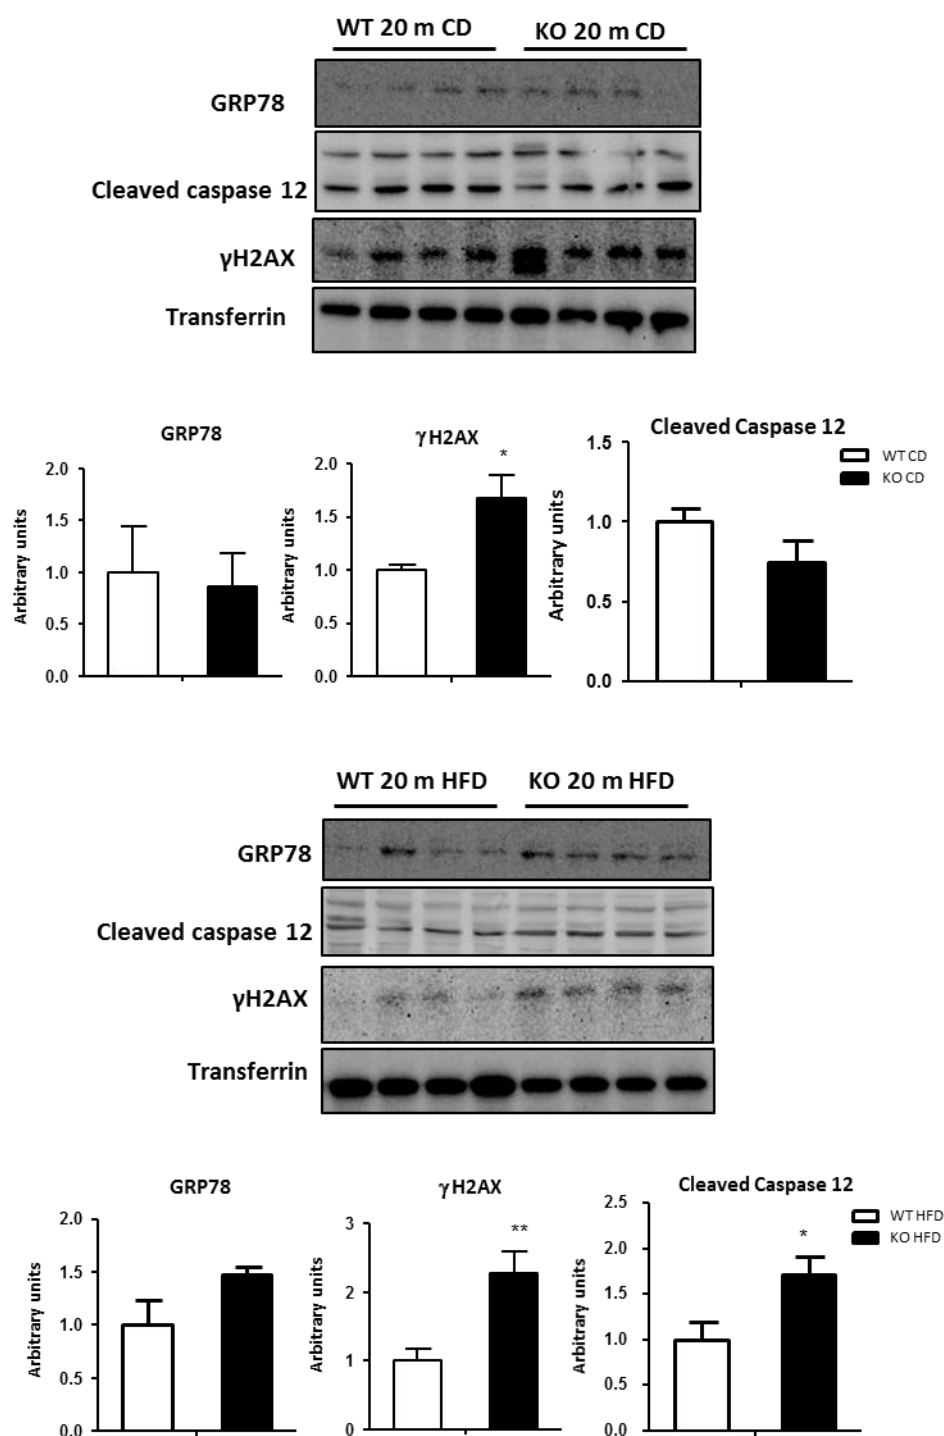 WT 20 m CD KO 20 m CD
GRP78
Cleaved caspase 12
γH2AX
Transferrin
GRP78
Arbitrary units
2.0
1.5
1.0
0.5
0.0
γH2AX
*
Arbitrary units
2.0
1.5
1.0
0.5
0.0
Cleaved Caspase 12
Arbitrary units
1.5
1.0
0.5
0.0
WT CD
KO CD
WT 20 m HFD KO 20 m HFD
GRP78
Cleaved caspase 12
γH2AX
Transferrin
GRP78
Arbitrary units
2.0
1.5
1.0
0.5
0.0
γH2AX
**
Arbitrary units
3
2
1
0
Cleaved Caspase 12
*
Arbitrary units
2.5
2.0
1.5
1.0
0.5
0.0
WT HFD
KO HFD